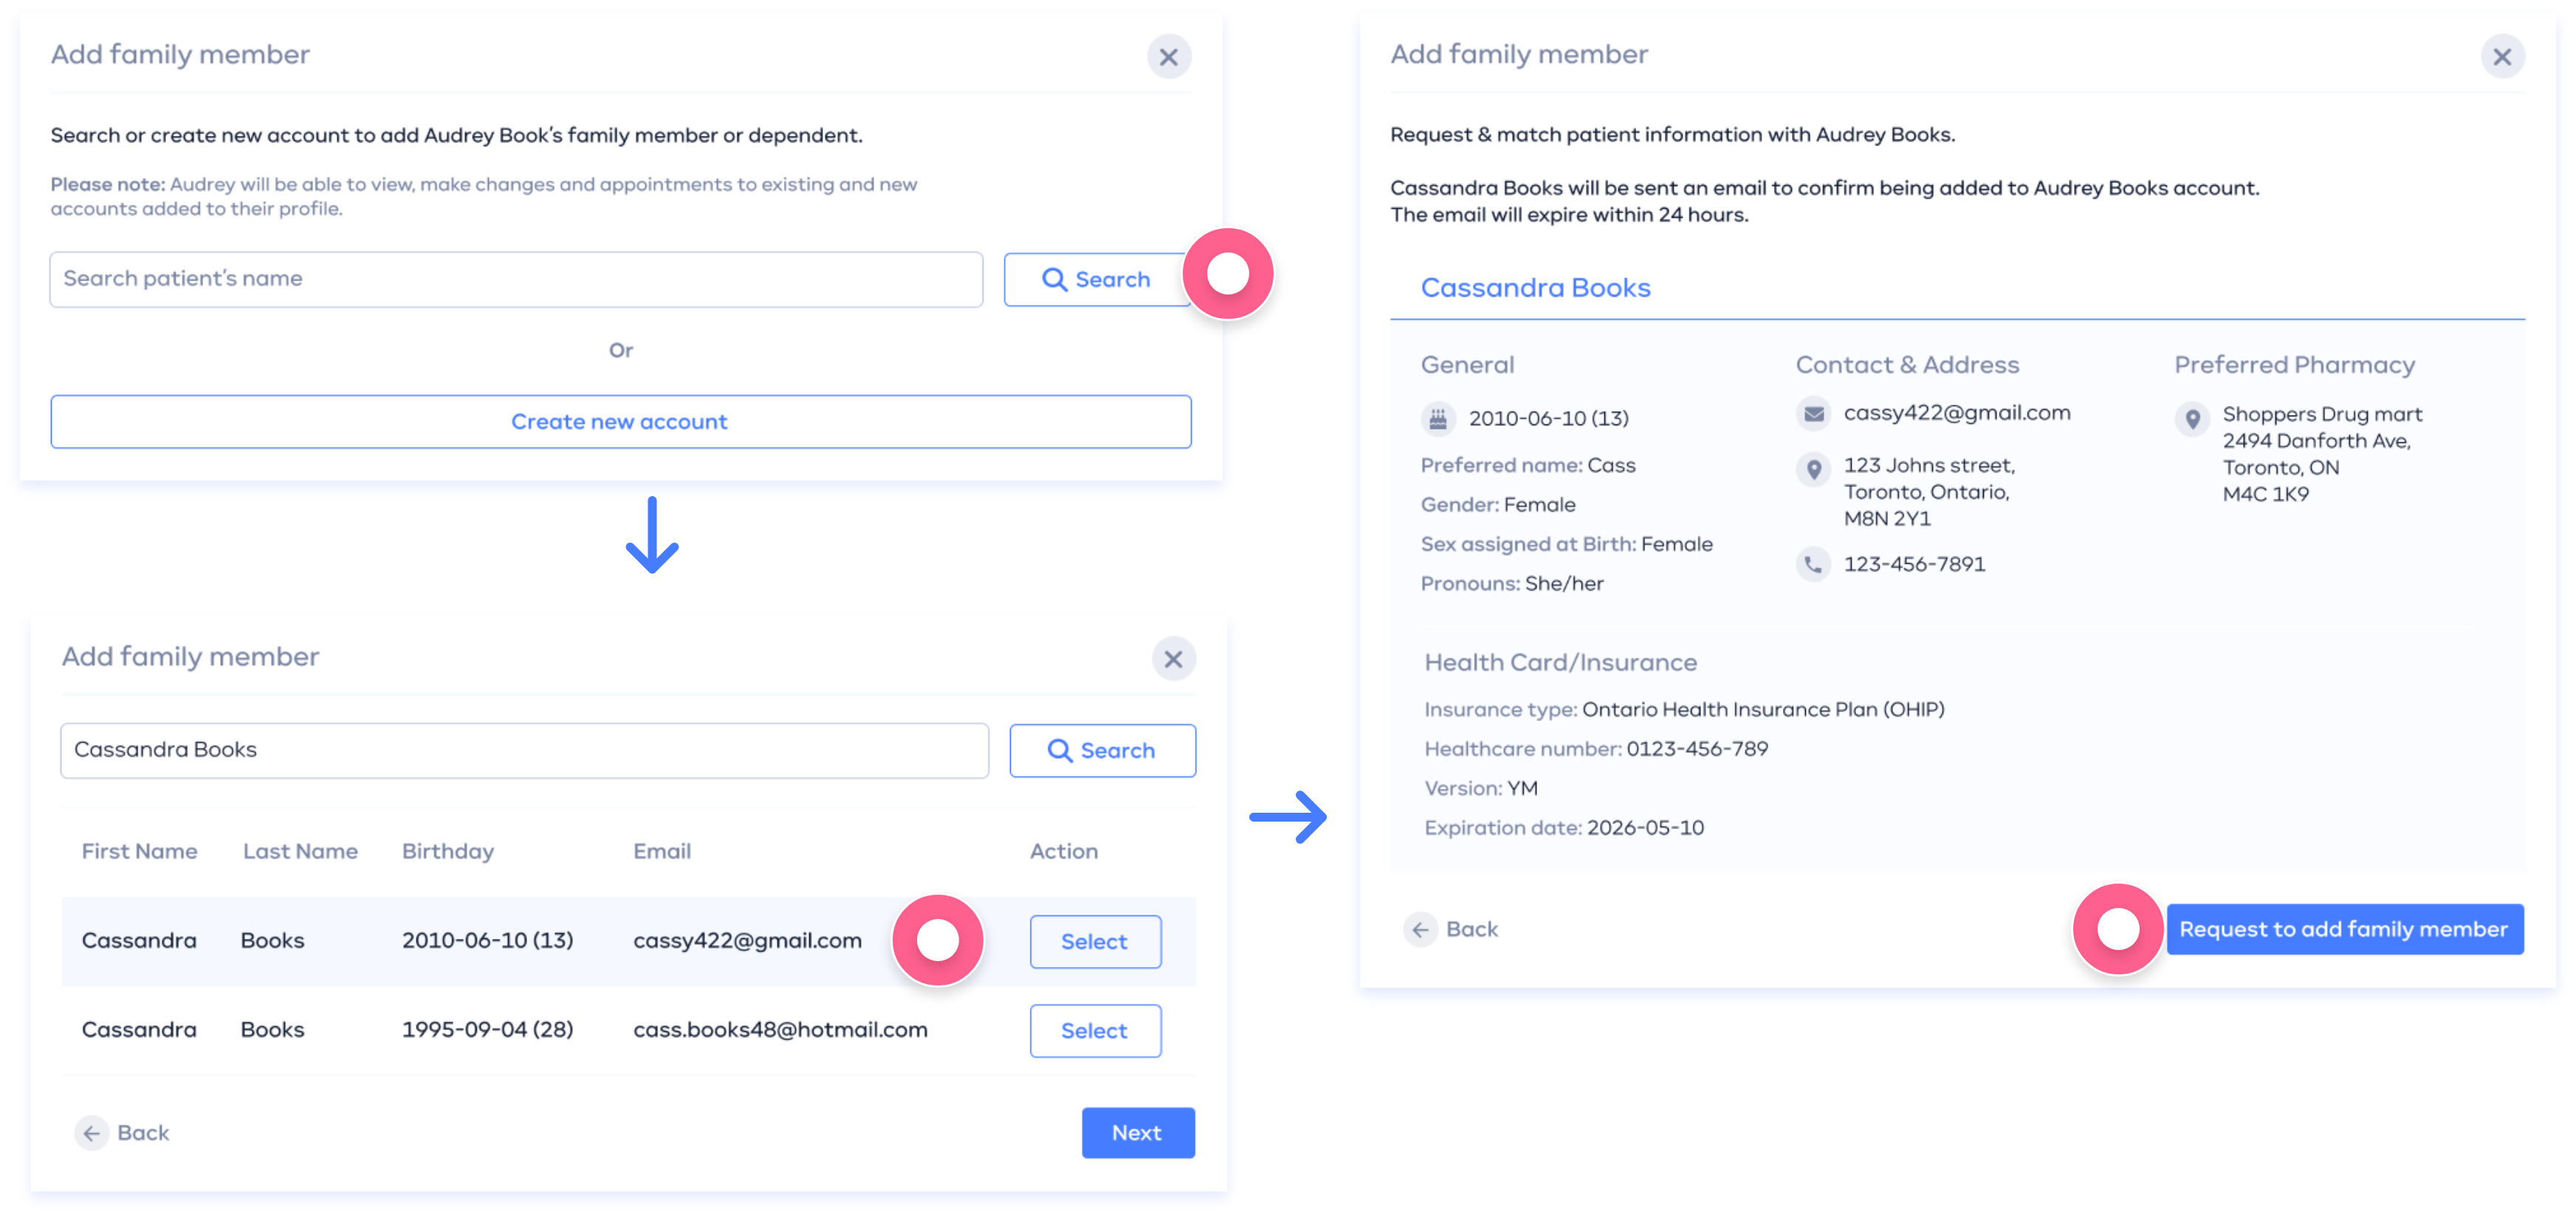 Add family member
Search or create new account to add Audrey Book's family member or dependent.
Please note: Audrey will be able to view, make changes and appointments to existing and new
accounts added to their profile.
Search patient's name
Search
Or
Create new account
Add family member
Cassandra Books
Search
First Name Last Name Birthday Email Action
Cassandra Books 2010-06-10 (13) cassy422@gmail.com Select
Cassandra Books 1995-09-04 (28) cass.books48@hotmail.com Select
Back
Next
Add family member
Request & match patient information with Audrey Books.
Cassandra Books will be sent an email to confirm being added to Audrey Books account.
The email will expire within 24 hours.
Cassandra Books
General
2010-06-10 (13)
Preferred name: Cass
Gender: Female
Sex assigned at Birth: Female
Pronouns: She/her
Contact & Address
cassy422@gmail.com
123 Johns street,
Toronto, Ontario,
M8N 2Y1
123-456-7891
Preferred Pharmacy
Shoppers Drug mart
2494 Danforth Ave,
Toronto, ON
M4C 1K9
Health Card/Insurance
Insurance type: Ontario Health Insurance Plan (OHIP)
Healthcare number: 0123-456-789
Version: YM
Expiration date: 2026-05-10
Back
Request to add family member